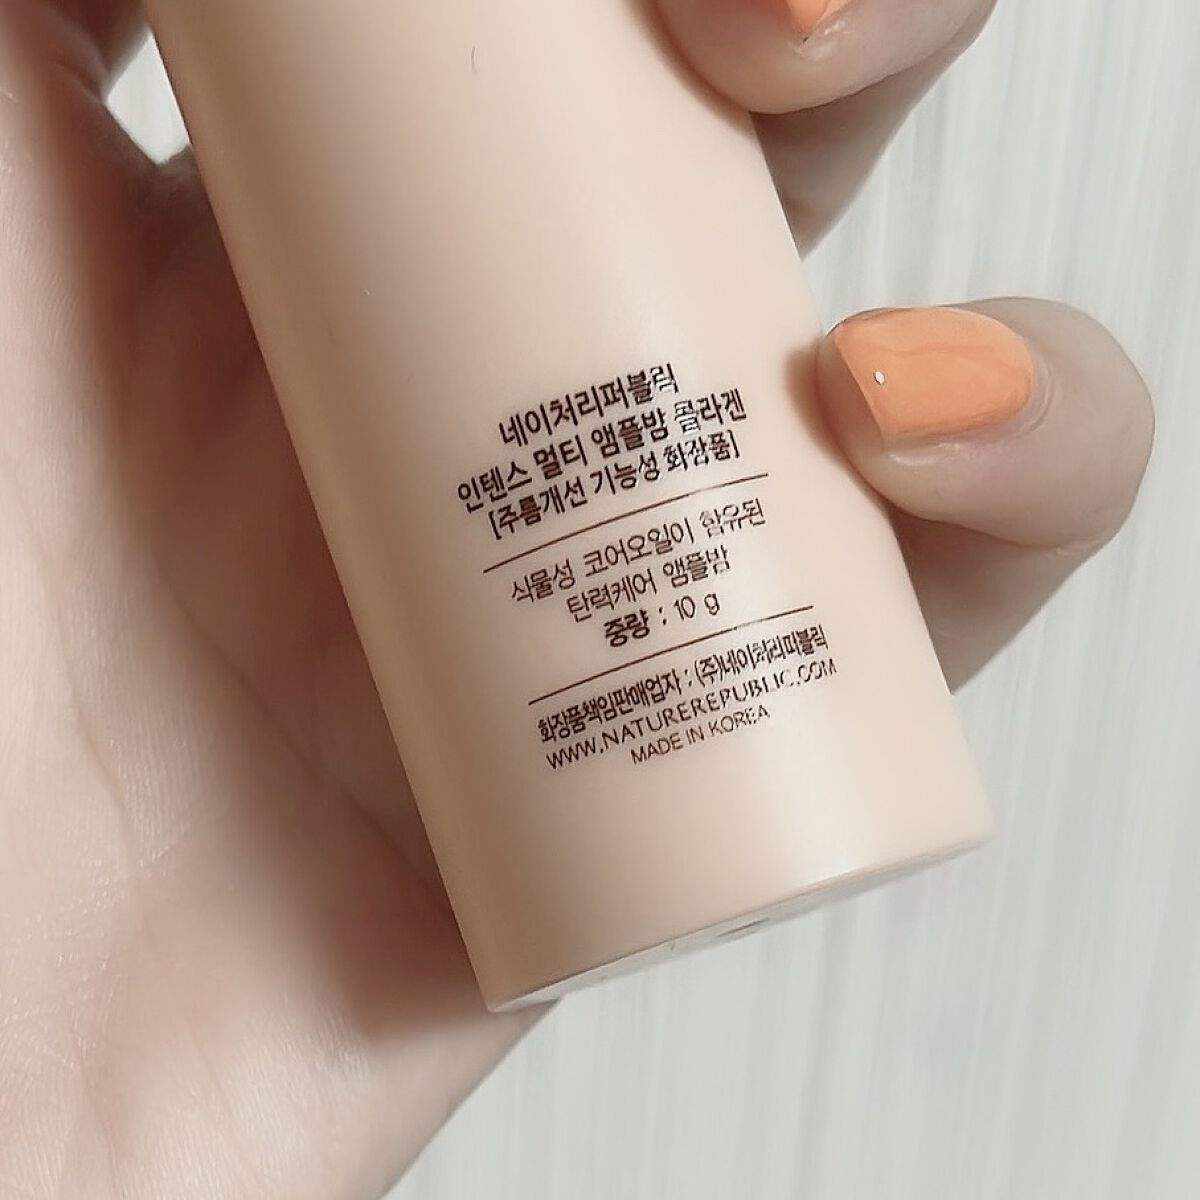 네이처리퍼블릭
인텐스 멀티 앰플밤 콜라겐
[주름개선 기능성 화장품]
식물성 코어오일이 함유된
탄력케어 앰플밤
중량 : 10 g
화장품책임판매업자 : (주)네이처리퍼블릭
WWW.NATUREREPUBLIC.COM
MADE IN KOREA